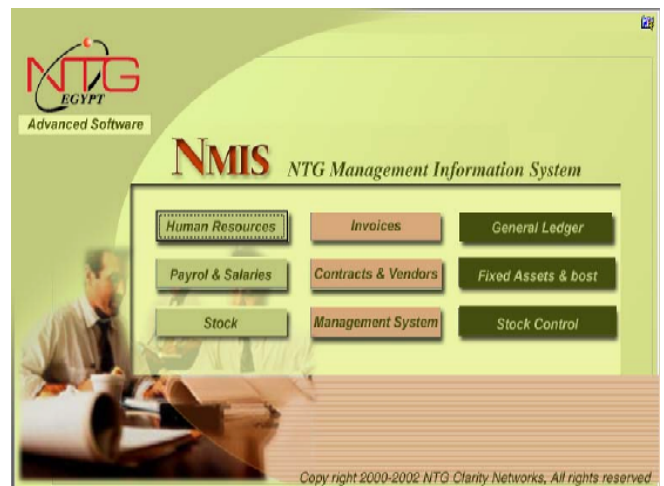 NTG
EGYPT
Advanced Software
NMIS NTG Management Information System
Human Resources Invoices General Ledger
Payrol & Salaries Contracts & Vendors Fixed Assets & bost
Stock Management System Stock Control
Copy right 2000-2002 NTG Clarity Networks, All rights reserved